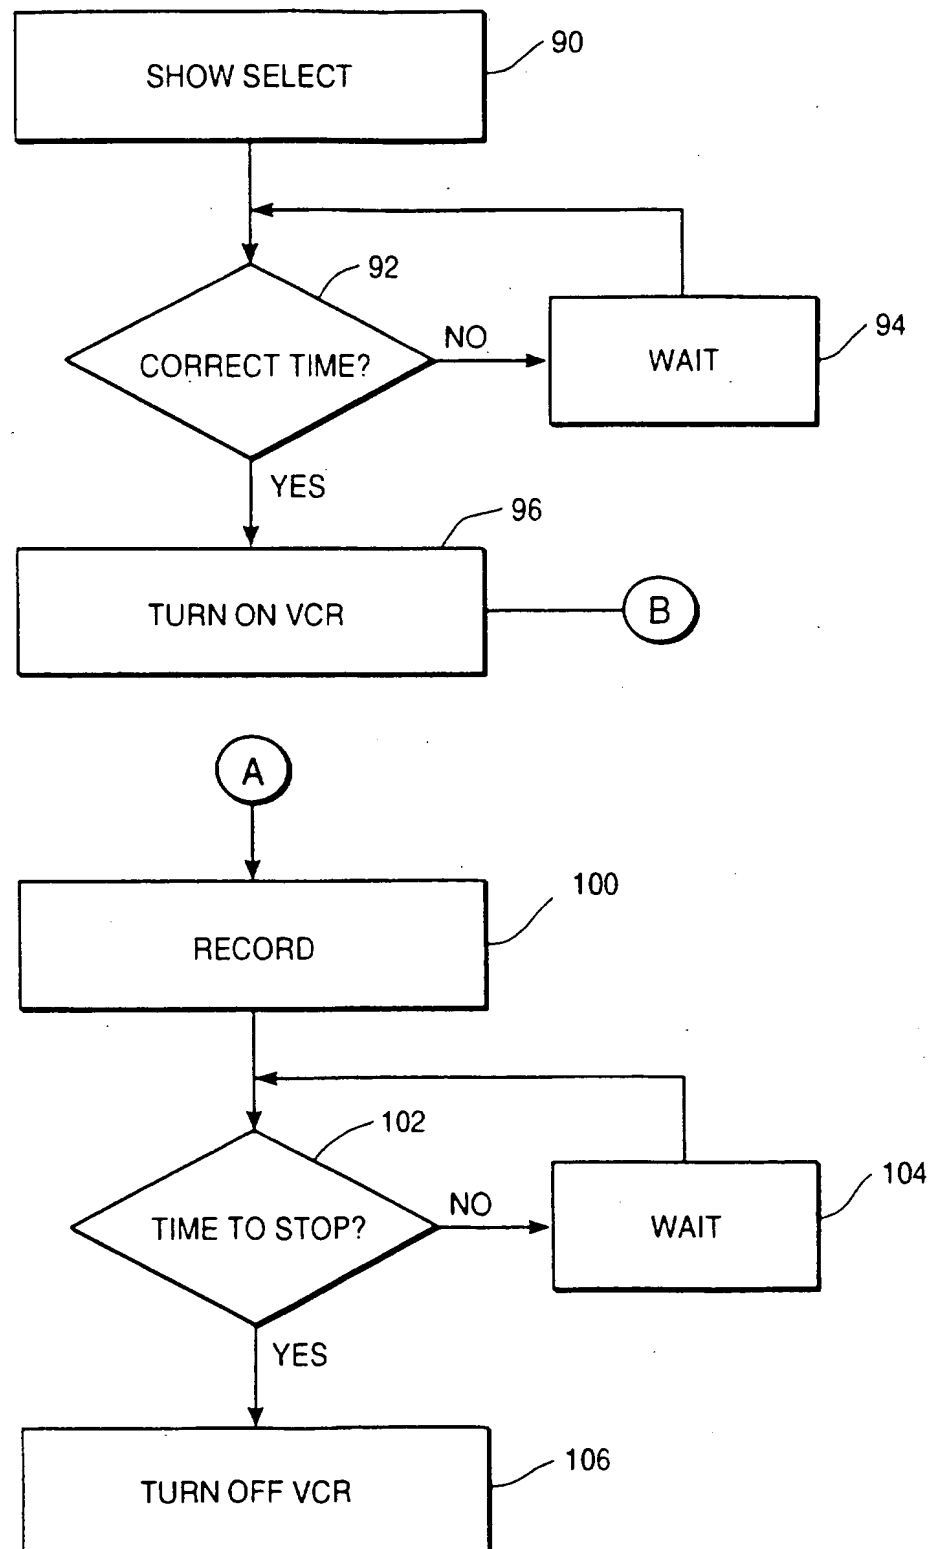 90
SHOW SELECT
92
CORRECT TIME?
NO
94
WAIT
YES
96
TURN ON VCR
B
A
100
RECORD
102
TIME TO STOP?
NO
104
WAIT
YES
106
TURN OFF VCR